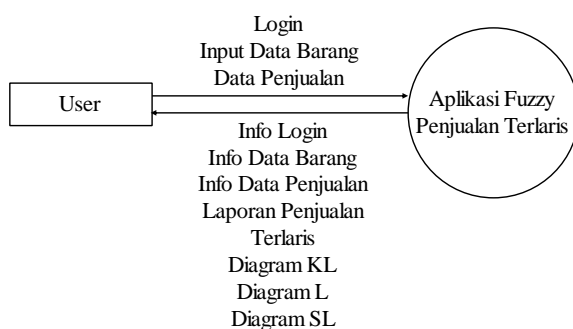 Login
Input Data Barang
Data Penjualan
User
Aplikasi Fuzzy
Penjualan Terlaris
Info Login
Info Data Barang
Info Data Penjualan
Laporan Penjualan
Terlaris
Diagram KL
Diagram L
Diagram SL